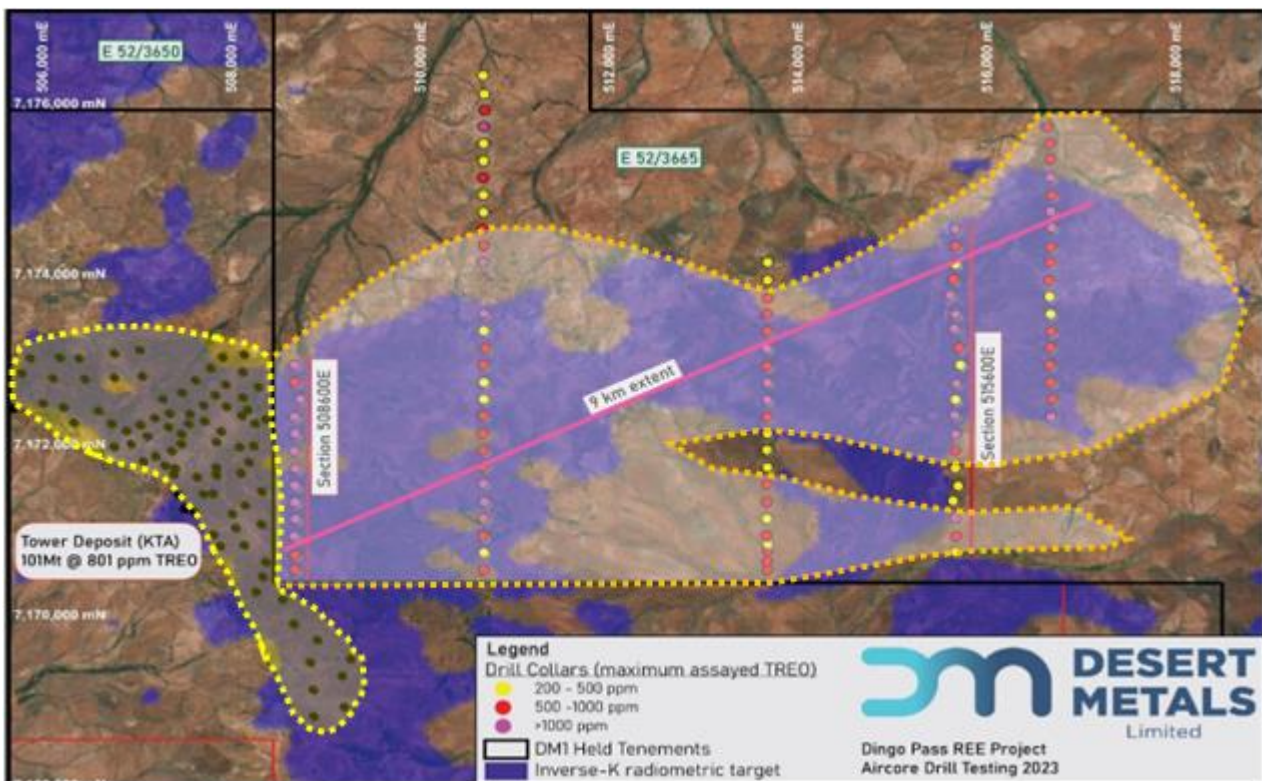 506,000 mE
508,000 mE
510,000 mE
512,000 mE
514,000 mE
516,000 mE
518,000 mE
E 52/3650
7,176,000 mN
E 52/3665
7,174,000 mN
9 km extent
Section 508600E
Section 515600E
7,172,000 mN
Tower Deposit (KTA)
101Mt @ 801 ppm TREO
7,170,000 mN
Legend
Drill Collars (maximum assayed TREO)
200 - 500 ppm
500 -1000 ppm
>1000 ppm
DM1 Held Tenements
Inverse-K radiometric target
dm DESERT
METALS
Limited
Dingo Pass REE Project
Aircore Drill Testing 2023